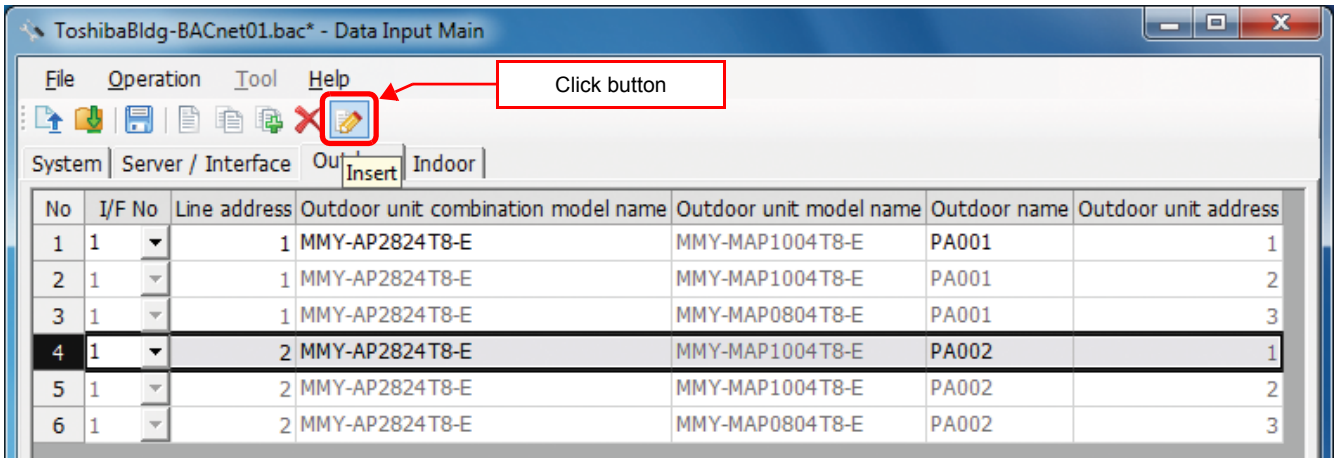 ToshibaBldg-BACnet01.bac* - Data Input Main
File Operation Tool Help
Click button
System Server / Interface Indoor
Insert
No I/F No Line address Outdoor unit combination model name Outdoor unit model name Outdoor name Outdoor unit address
1 1 1 MMY-AP2824T8-E MMY-MAP1004T8-E PA001 1
2 1 1 MMY-AP2824T8-E MMY-MAP1004T8-E PA001 2
3 1 1 MMY-AP2824T8-E MMY-MAP0804T8-E PA001 3
4 1 2 MMY-AP2824T8-E MMY-MAP1004T8-E PA002 1
5 1 2 MMY-AP2824T8-E MMY-MAP1004T8-E PA002 2
6 1 2 MMY-AP2824T8-E MMY-MAP0804T8-E PA002 3